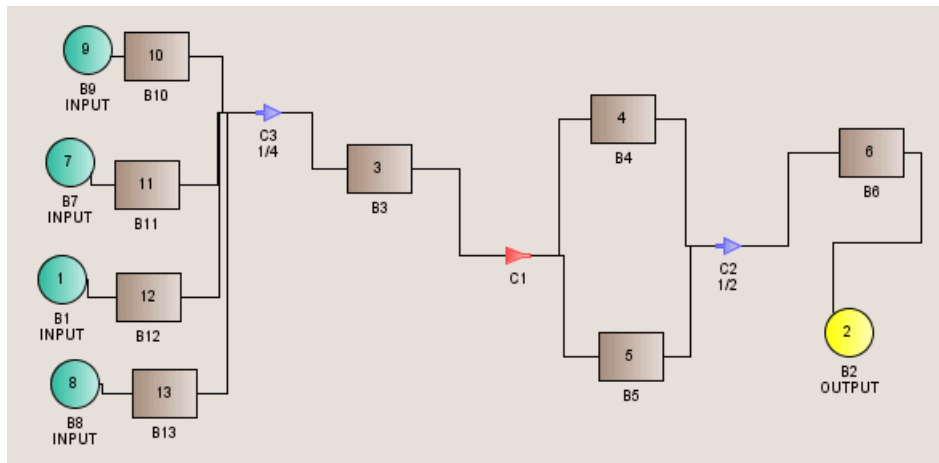 9
10
B9
INPUT
B10
C3
1/4
7
11
B7
INPUT
B11
3
B3
4
B4
C1
C2
1/2
6
B6
1
12
B1
INPUT
B12
5
B5
2
B2
OUTPUT
8
13
B8
INPUT
B13